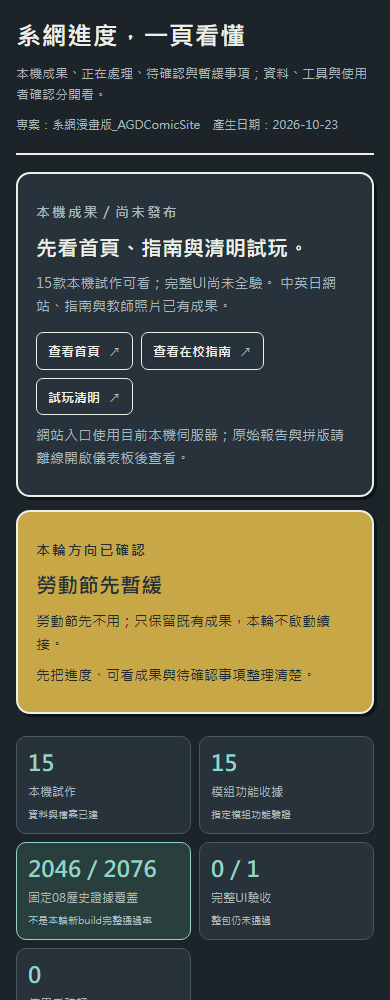 系網進度，一頁看懂
本機成果、正在處理、待確認與暫緩事項；資料、工具與使用
者確認分開看。
專案：系網漫畫版_AGDComicSite 產生日期：2026-10-23
本機成果 / 尚未發布
先看首頁、指南與清明試玩。
15款本機試作可看；完整UI尚未全驗。 中英日網
站、指南與教師照片已有成果。
查看首頁 ↗ 查看在校指南 ↗
試玩清明 ↗
網站入口使用目前本機伺服器；原始報告與拼版請
離線開啟儀表板後查看。
本輪方向已確認
勞動節先暫緩
勞動節先不用；只保留既有成果，本輪不啟動續
接。
先把進度、可看成果與待確認事項整理清楚。
15
本機試作
資料與檔案已建
15
模組功能收據
指定模組功能驗證
2046 / 2076
固定08歷史證據覆蓋
不是本輪新build完整通過率
0 / 1
完整UI驗收
整包仍未通過
0